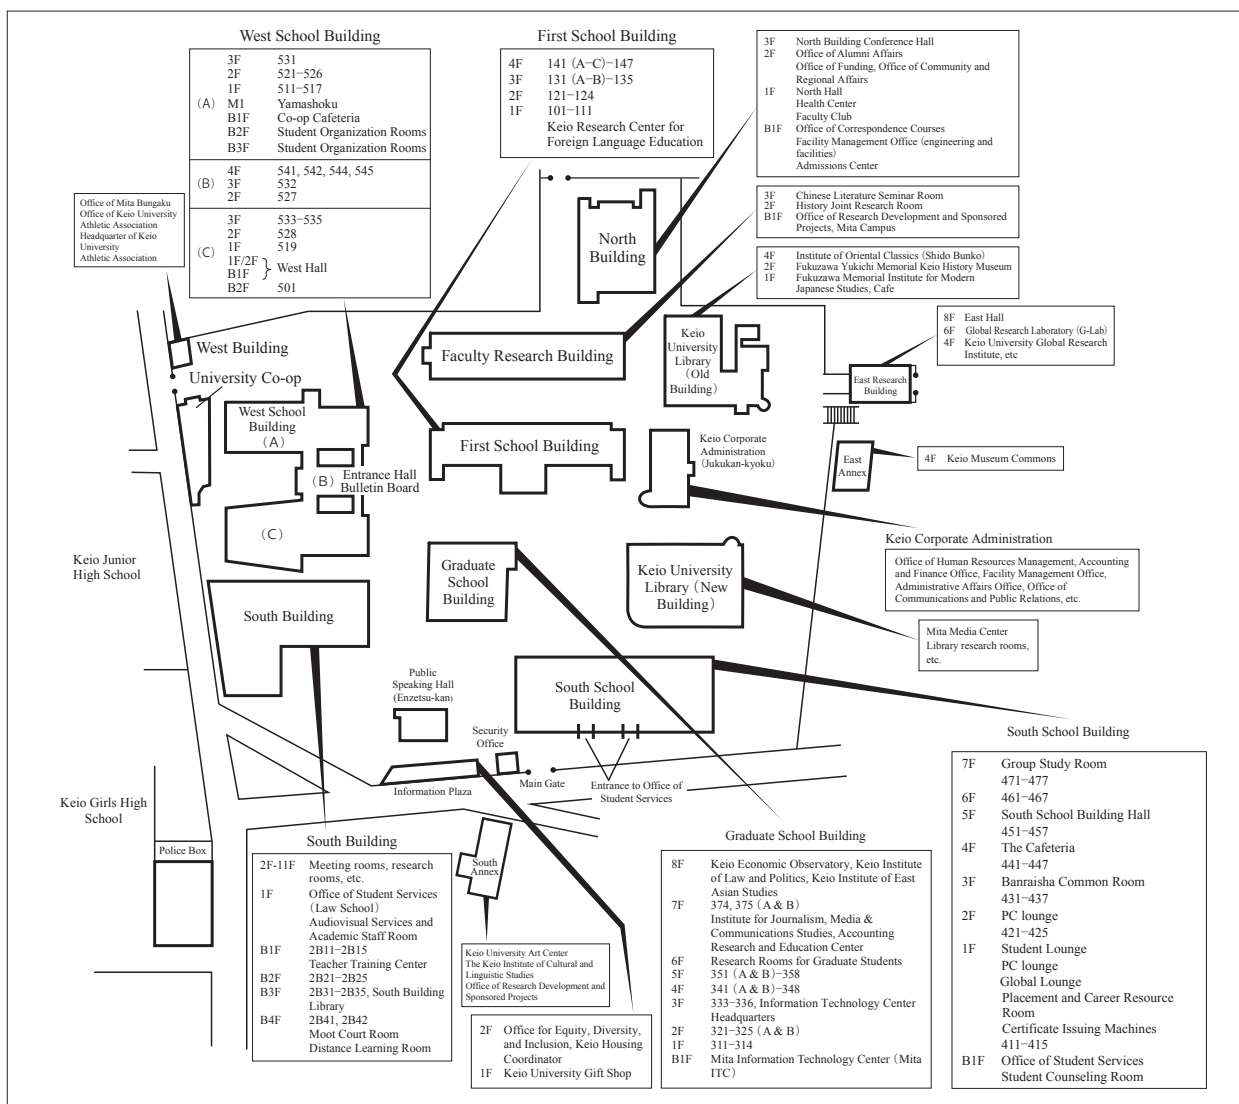 West School Building
3F 531
2F 521−526
1F 511−517
(A) M1 Yamashoku
B1F Co-op Cafeteria
B2F Student Organization Rooms
B3F Student Organization Rooms
4F 541, 542, 544, 545
(B) 3F 532
2F 527
3F 533−535
2F 528
(C) 1F 519
1F/2F
B1F } West Hall
B2F 501
First School Building
4F 141 (A−C)−147
3F 131 (A−B)−135
2F 121−124
1F 101−111
Keio Research Center for
Foreign Language Education
3F North Building Conference Hall
2F Office of Alumni Affairs
Office of Funding, Office of Community and
Regional Affairs
1F North Hall
Health Center
Faculty Club
B1F Office of Correspondence Courses
Facility Management Office (engineering and
facilities)
Admissions Center
3F Chinese Literature Seminar Room
2F History Joint Research Room
B1F Office of Research Development and Sponsored
Projects, Mita Campus
4F Institute of Oriental Classics (Shido Bunko)
2F Fukuzawa Yukichi Memorial Keio History Museum
1F Fukuzawa Memorial Institute for Modern
Japanese Studies, Cafe
Office of Mita Bungaku
Office of Keio University
Athletic Association
Headquarter of Keio
University
Athletic Association
8F East Hall
6F Global Research Laboratory (G-Lab)
4F Keio University Global Research
Institute, etc
North
Building
West Building
University Co-op
Faculty Research Building
Keio
University
Library
(Old
Building)
East Research
Building
West School
Building
(A)
First School Building
Keio Corporate
Administration
(Jukukan-kyoku)
East
Annex
4F Keio Museum Commons
(B) Entrance Hall
Bulletin Board
(C)
Keio Junior
High School
Graduate
School
Building
Keio University
Library (New
Building)
Keio Corporate Administration
Office of Human Resources Management, Accounting
and Finance Office, Facility Management Office,
Administrative Affairs Office, Office of
Communications and Public Relations, etc.
South Building
Mita Media Center
Library research rooms,
etc.
Public
Speaking Hall
(Enzetsu-kan)
South School
Building
Security
Office
Main Gate
Information Plaza
Entrance to Office of
Student Services
Keio Girls High
School
Police Box
South
Annex
South Building
2F-11F Meeting rooms, research
rooms, etc.
1F Office of Student Services
(Law School)
Audiovisual Services and
Academic Staff Room
B1F 2B11−2B15
Teacher Training Center
B2F 2B21−2B25
B3F 2B31−2B35, South Building
Library
B4F 2B41, 2B42
Moot Court Room
Distance Learning Room
Keio University Art Center
The Keio Institute of Cultural and
Linguistic Studies
Office of Research Development and
Sponsored Projects
2F Office for Equity, Diversity,
and Inclusion, Keio Housing
Coordinator
1F Keio University Gift Shop
Graduate School Building
8F Keio Economic Observatory, Keio Institute
of Law and Politics, Keio Institute of East
Asian Studies
7F 374, 375 (A & B)
Institute for Journalism, Media &
Communications Studies, Accounting
Research and Education Center
6F Research Rooms for Graduate Students
5F 351 (A & B)−358
4F 341 (A & B)−348
3F 333−336, Information Technology Center
Headquarters
2F 321−325 (A & B)
1F 311−314
B1F Mita Information Technology Center (Mita
ITC)
South School Building
7F Group Study Room
471−477
6F 461−467
5F South School Building Hall
451−457
4F The Cafeteria
441−447
3F Banraisha Common Room
431−437
2F PC lounge
421−425
1F Student Lounge
PC lounge
Global Lounge
Placement and Career Resource
Room
Certificate Issuing Machines
411−415
B1F Office of Student Services
Student Counseling Room